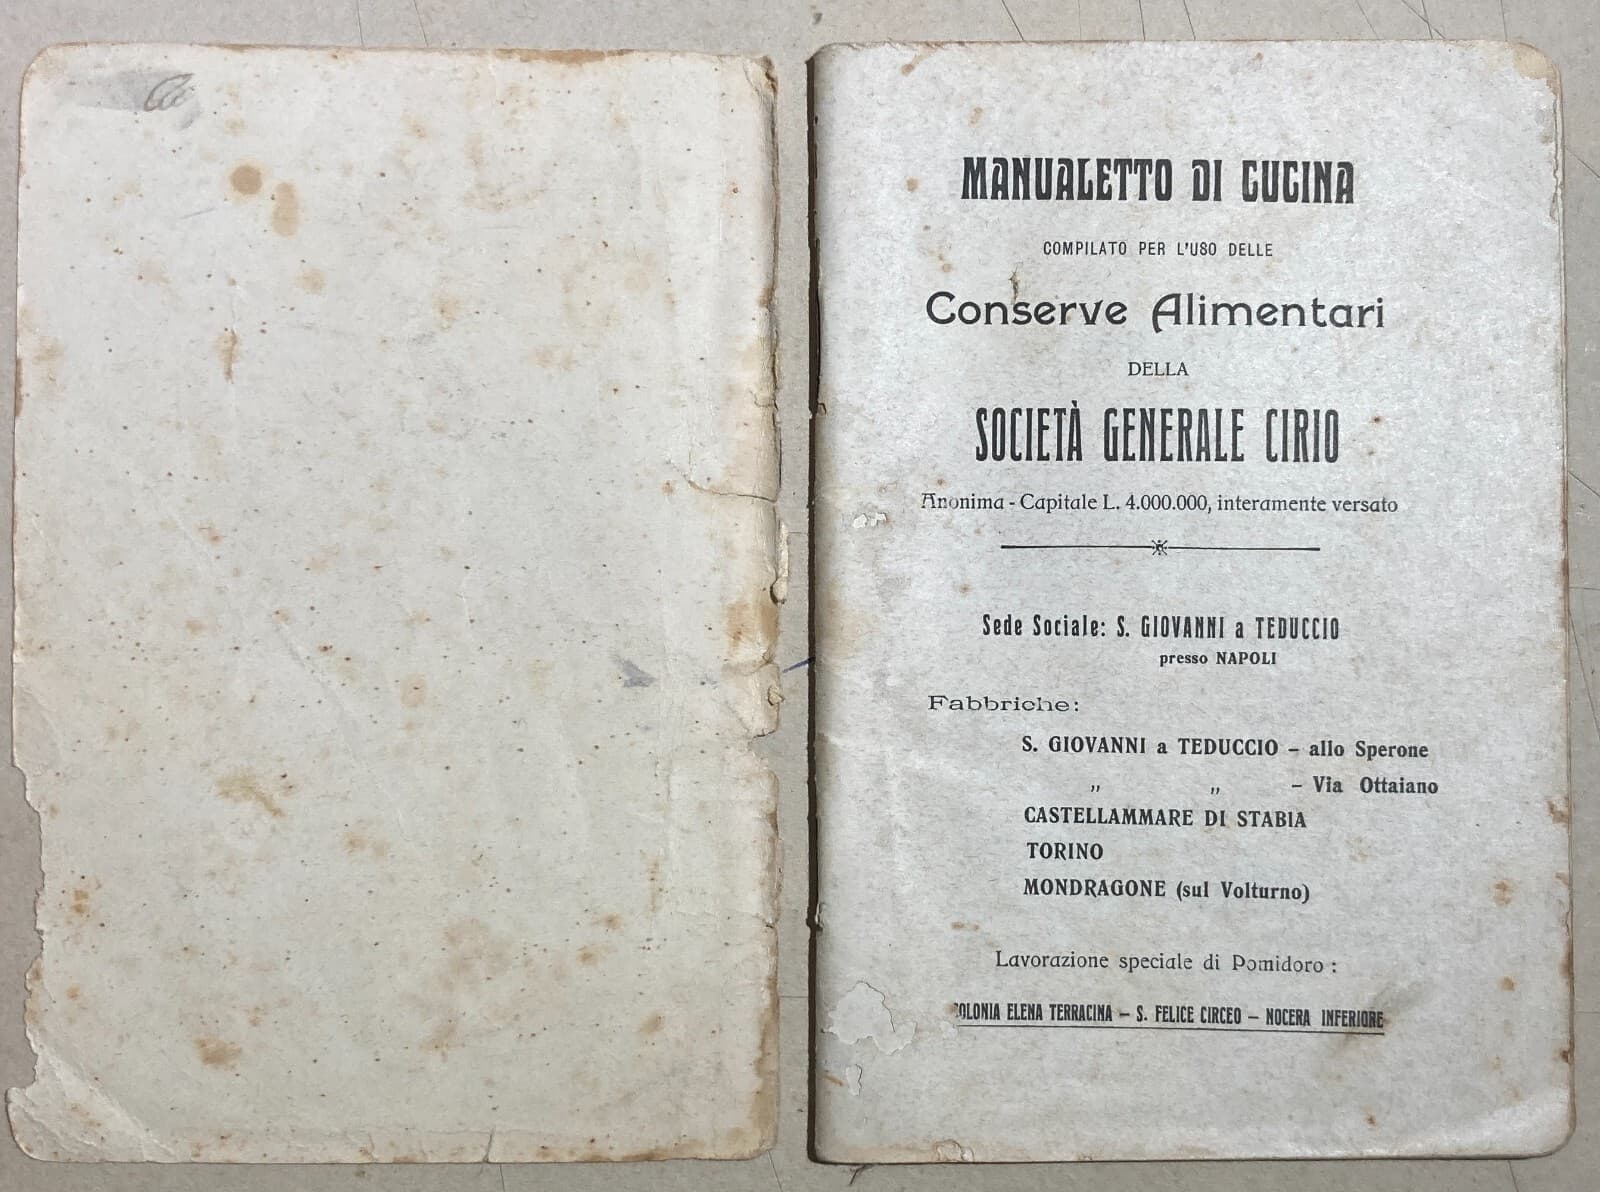 MANUALETTO DI CUCINA
COMPILATO PER L'USO DELLE
Conserve Alimentari
DELLA
SOCIETÀ GENERALE CIRIO
Anonima - Capitale L. 4.000.000, interamente versato
Sede Sociale: S. GIOVANNI a TEDUCCIO
presso NAPOLI
Fabbriche:
S. GIOVANNI a TEDUCCIO – allo Sperone
„ „ – Via Ottaiano
CASTELLAMMARE DI STABIA
TORINO
MONDRAGONE (sul Volturno)
Lavorazione speciale di Pomidoro :
COLONIA ELENA TERRACINA – S. FELICE CIRCEO – NOCERA INFERIORE